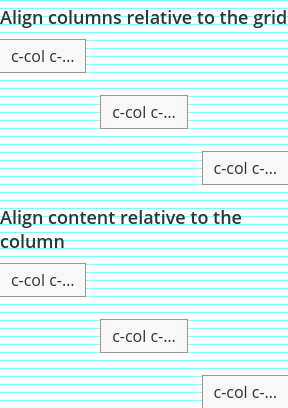 Align columns relative to the grid
c-col c-...
c-col c-...
c-col c-...
Align content relative to the
column
c-col c-...
c-col c-...
c-col c-...